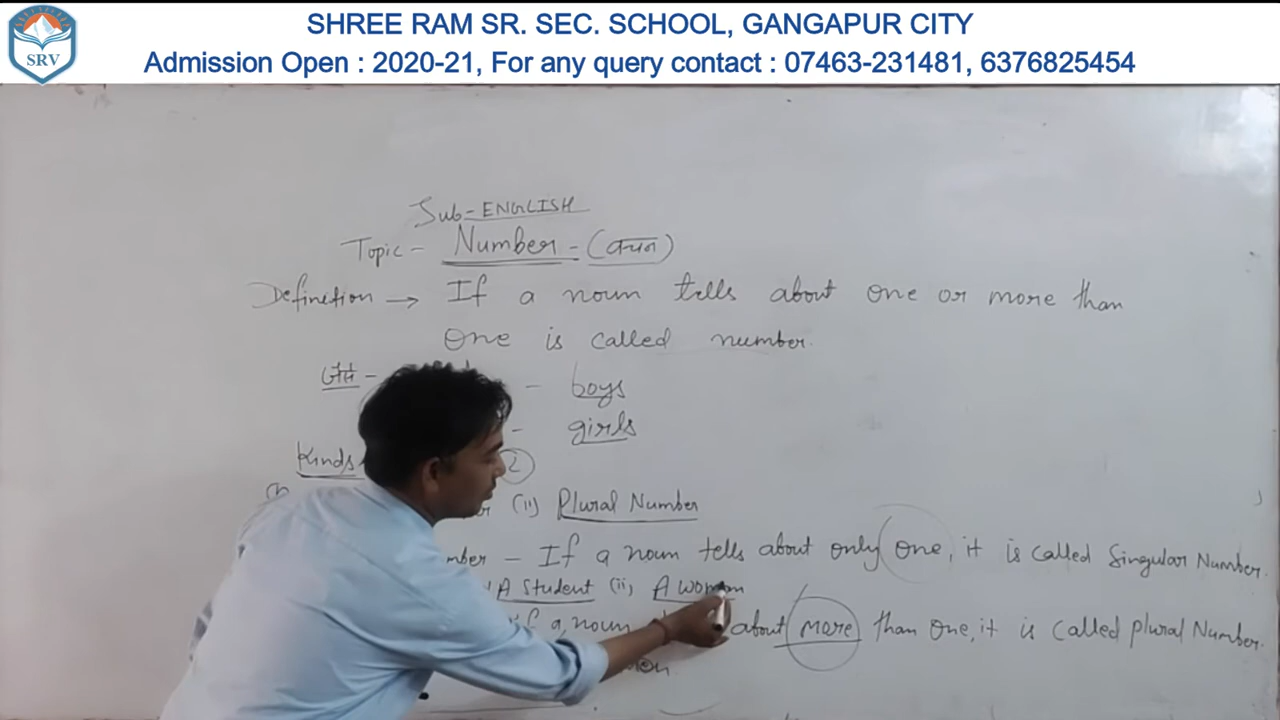 SHREE RAM SR. SEC. SCHOOL, GANGAPUR CITY
Admission Open : 2020-21, For any query contact : 07463-231481, 6376825454
SRV
Sub- ENGLISH
Topic - Number - (वचन)
Definetion → If a noun tells about one or more than
one is called number.
जैसे - - boys
- girls
Kinds 2
(i) (ii) Plural Number
mber - If a noun tells about only one, it is called Singular Number.
A Student (ii) A woman
If a noun about more than one, it is called plural Number.